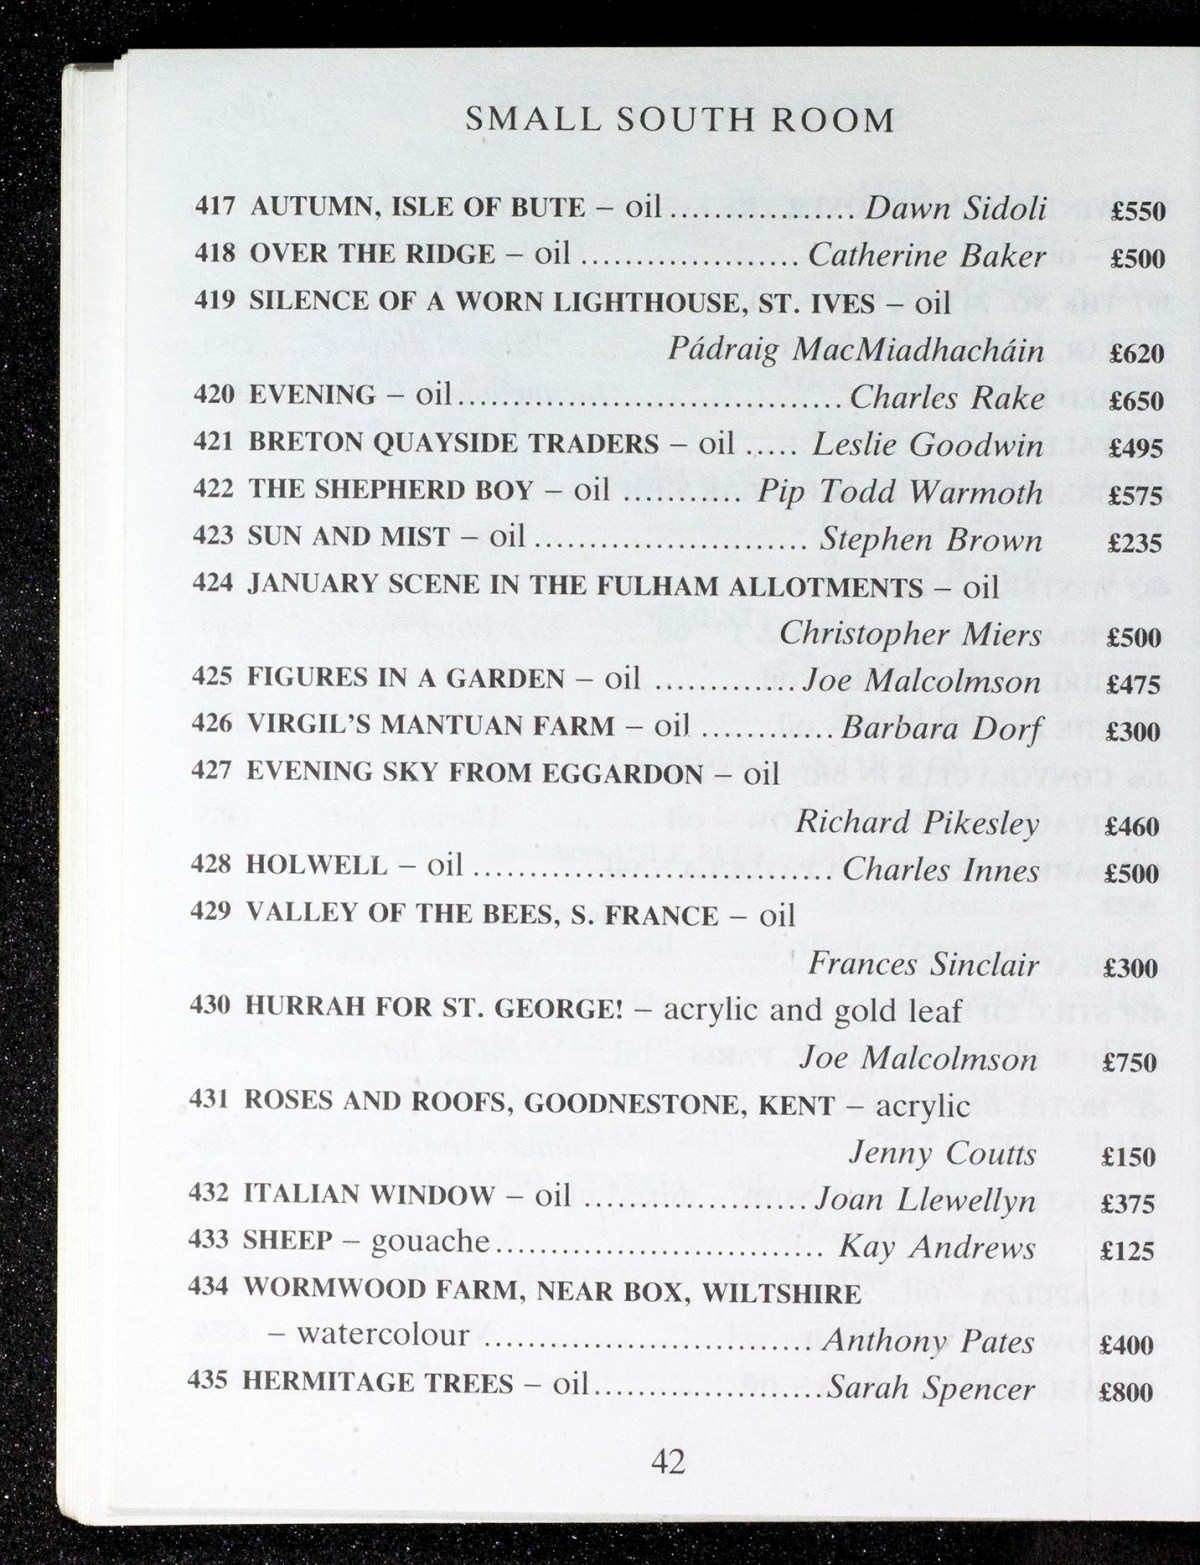 SMALL SOUTH ROOM
417 AUTUMN, ISLE OF BUTE – oil ................. Dawn Sidoli £550
418 OVER THE RIDGE – oil .................... Catherine Baker £500
419 SILENCE OF A WORN LIGHTHOUSE, ST. IVES – oil
Pádraig MacMiadhacháin £620
420 EVENING – oil.................................... Charles Rake £650
421 BRETON QUAYSIDE TRADERS – oil ..... Leslie Goodwin £495
422 THE SHEPHERD BOY – oil ........... Pip Todd Warmoth £575
423 SUN AND MIST – oil .......................... Stephen Brown £235
424 JANUARY SCENE IN THE FULHAM ALLOTMENTS – oil
Christopher Miers £500
425 FIGURES IN A GARDEN – oil .............Joe Malcolmson £475
426 VIRGIL'S MANTUAN FARM – oil ............ Barbara Dorf £300
427 EVENING SKY FROM EGGARDON – oil
Richard Pikesley £460
428 HOLWELL – oil .................................. Charles Innes £500
429 VALLEY OF THE BEES, S. FRANCE – oil
Frances Sinclair £300
430 HURRAH FOR ST. GEORGE! – acrylic and gold leaf
Joe Malcolmson £750
431 ROSES AND ROOFS, GOODNESTONE, KENT – acrylic
Jenny Coutts £150
432 ITALIAN WINDOW – oil .....................Joan Llewellyn £375
433 SHEEP – gouache............................... Kay Andrews £125
434 WORMWOOD FARM, NEAR BOX, WILTSHIRE
– watercolour ............................... Anthony Pates £400
435 HERMITAGE TREES – oil......................Sarah Spencer £800
42